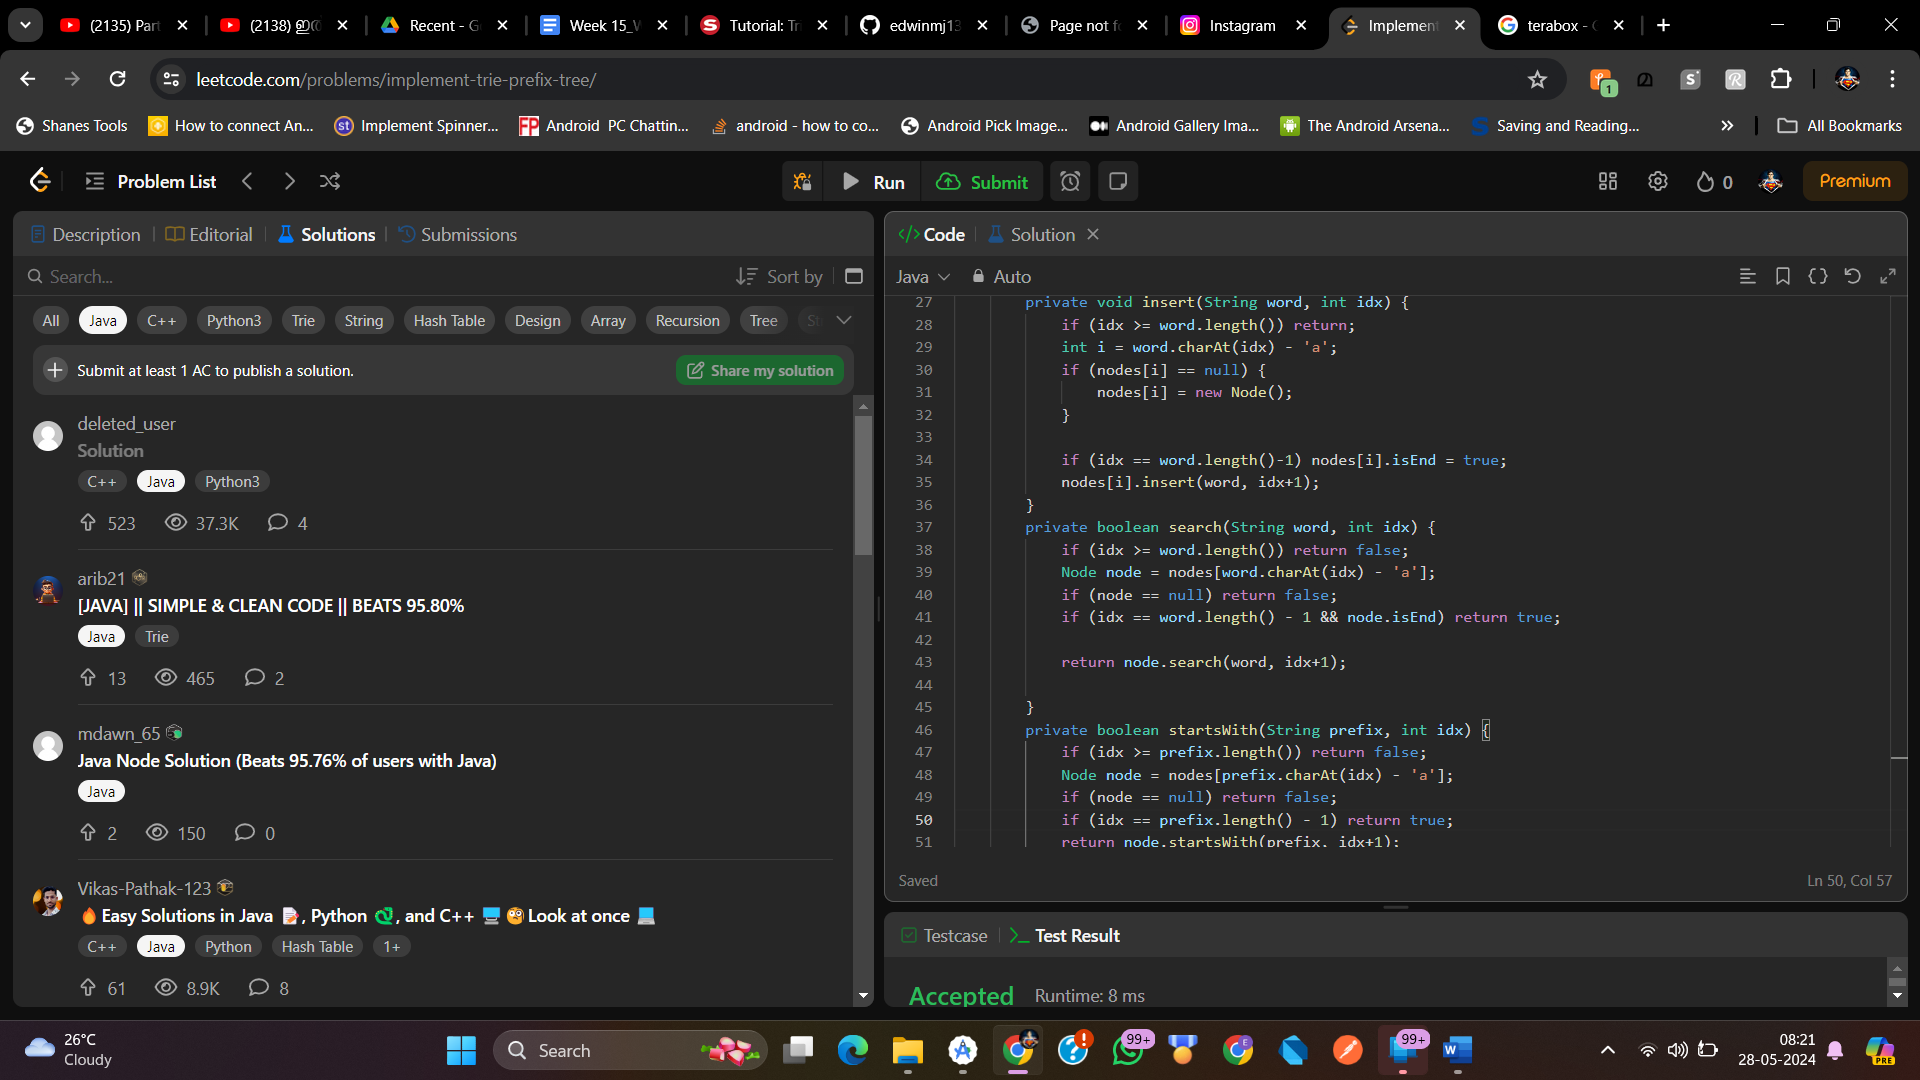 (2135) Part
(2138) ഇത
Recent - G
Week 15_W
Tutorial: Tr
edwinmj13
Page not fo
Instagram
Implement
terabox - G
leetcode.com/problems/implement-trie-prefix-tree/
1
Shanes Tools
How to connect An...
Implement Spinner...
Android PC Chattin...
android - how to co...
Android Pick Image...
Android Gallery Ima...
The Android Arsena...
Saving and Reading...
All Bookmarks
Problem List
Run
Submit
0
Premium
Description
Editorial
Solutions
Submissions
Search...
Sort by
All
Java
C++
Python3
Trie
String
Hash Table
Design
Array
Recursion
Tree
Submit at least 1 AC to publish a solution.
Share my solution
deleted_user
Solution
C++
Java
Python3
523
37.3K
4
arib21
[JAVA] || SIMPLE & CLEAN CODE || BEATS 95.80%
Java
Trie
13
465
2
mdawn_65
Java Node Solution (Beats 95.76% of users with Java)
Java
2
150
0
Vikas-Pathak-123
🔥Easy Solutions in Java 📝, Python 🐍, and C++ 🖥️🧐Look at once 💻
C++
Java
Python
Hash Table
1+
61
8.9K
8
</> Code
Solution
Java
Auto
27 private void insert(String word, int idx) {
28 if (idx >= word.length()) return;
29 int i = word.charAt(idx) - 'a';
30 if (nodes[i] == null) {
31 nodes[i] = new Node();
32 }
33
34 if (idx == word.length()-1) nodes[i].isEnd = true;
35 nodes[i].insert(word, idx+1);
36 }
37 private boolean search(String word, int idx) {
38 if (idx >= word.length()) return false;
39 Node node = nodes[word.charAt(idx) - 'a'];
40 if (node == null) return false;
41 if (idx == word.length() - 1 && node.isEnd) return true;
42
43 return node.search(word, idx+1);
44
45 }
46 private boolean startsWith(String prefix, int idx) {
47 if (idx >= prefix.length()) return false;
48 Node node = nodes[prefix.charAt(idx) - 'a'];
49 if (node == null) return false;
50 if (idx == prefix.length() - 1) return true;
51 return node.startsWith(prefix, idx+1);
Saved
Ln 50, Col 57
Testcase
Test Result
Accepted
Runtime: 8 ms
26°C
Cloudy
Search
99+
99+
08:21
28-05-2024
PRE